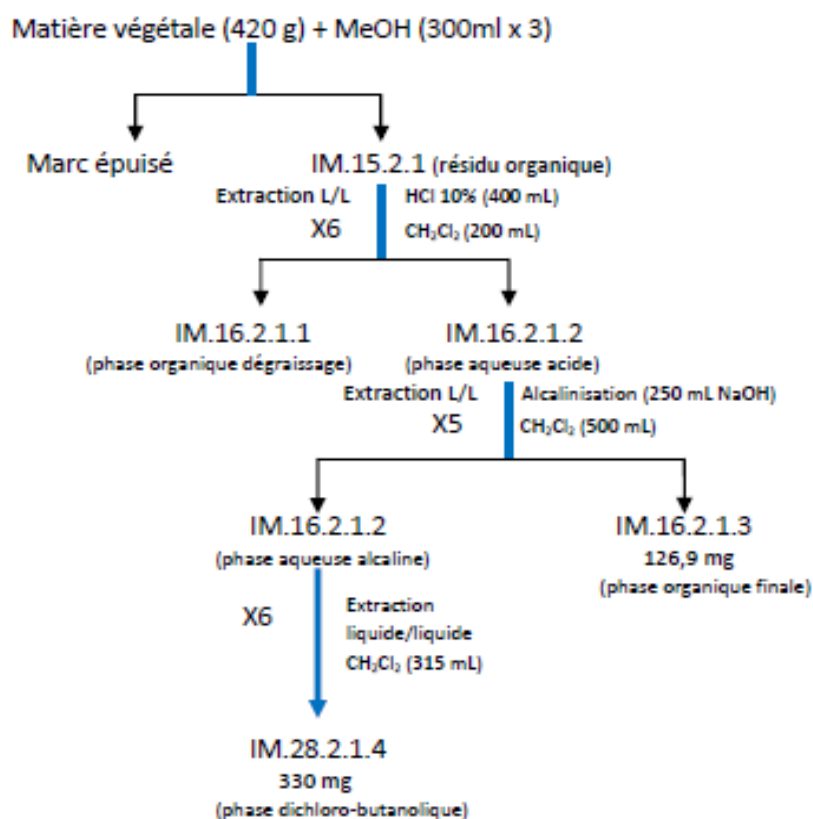 Matière végétale (420 g) + MeOH (300ml x 3)
Marc épuisé
IM.15.2.1 (résidu organique)
Extraction L/L
X6
HCl 10% (400 mL)
CH₂Cl₂ (200 mL)
IM.16.2.1.1
(phase organique dégraissage)
IM.16.2.1.2
(phase aqueuse acide)
Extraction L/L
X5
Alcalinisation (250 mL NaOH)
CH₂Cl₂ (500 mL)
IM.16.2.1.2
(phase aqueuse alcaline)
IM.16.2.1.3
126,9 mg
(phase organique finale)
X6
Extraction
liquide/liquide
CH₂Cl₂ (315 mL)
IM.28.2.1.4
330 mg
(phase dichloro-butanolique)